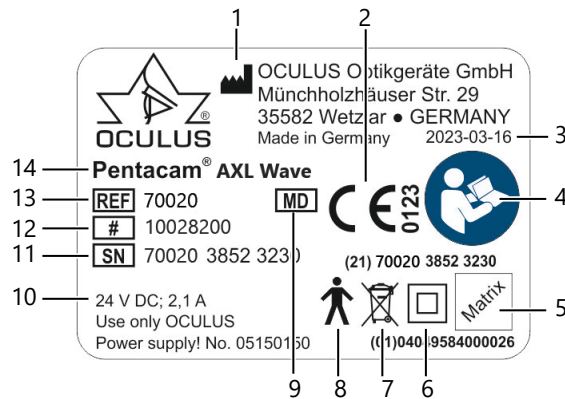 1
2
OCULUS Optikgeräte GmbH
Münchholzhäuser Str. 29
35582 Wetzlar ● GERMANY
Made in Germany 2023-03-16 3
®
OCULUS
14 Pentacam® AXL Wave
13 REF 70020 MD CE 0123 4
12 # 10028200
11 SN 70020 3852 3230
(21) 70020 3852 3230
10 24 V DC; 2,1 A
Use only OCULUS
Power supply! No. 05150150
Matrix 5
(01)04049584000026
9 8 7 6